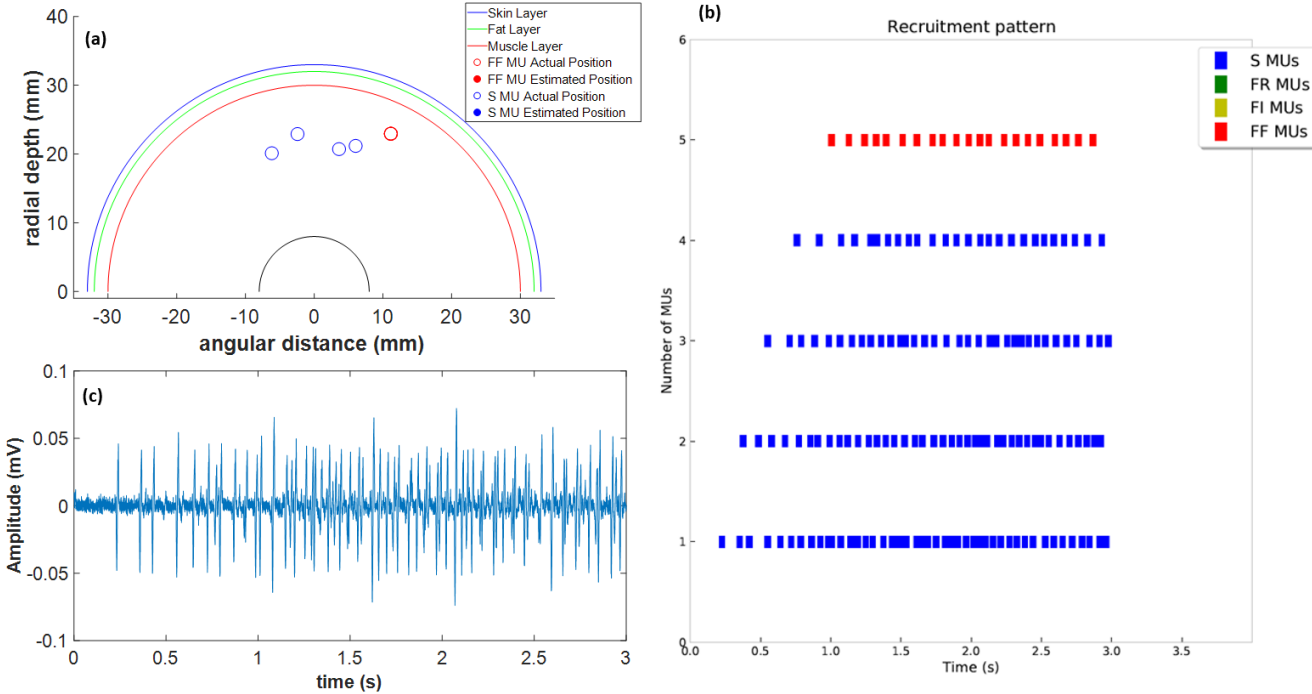 (a)
40
30
20
10
0
radial depth (mm)
-30 -20 -10 0 10 20 30
angular distance (mm)
Skin Layer
Fat Layer
Muscle Layer
FF MU Actual Position
FF MU Estimated Position
S MU Actual Position
S MU Estimated Position
(b)
Recruitment pattern
6
5
4
3
2
1
0
Number of MUs
0.0 0.5 1.0 1.5 2.0 2.5 3.0 3.5
Time (s)
S MUs
FR MUs
FI MUs
FF MUs
(c)
0.1
0.05
0
-0.05
-0.1
Amplitude (mV)
0 0.5 1 1.5 2 2.5 3
time (s)